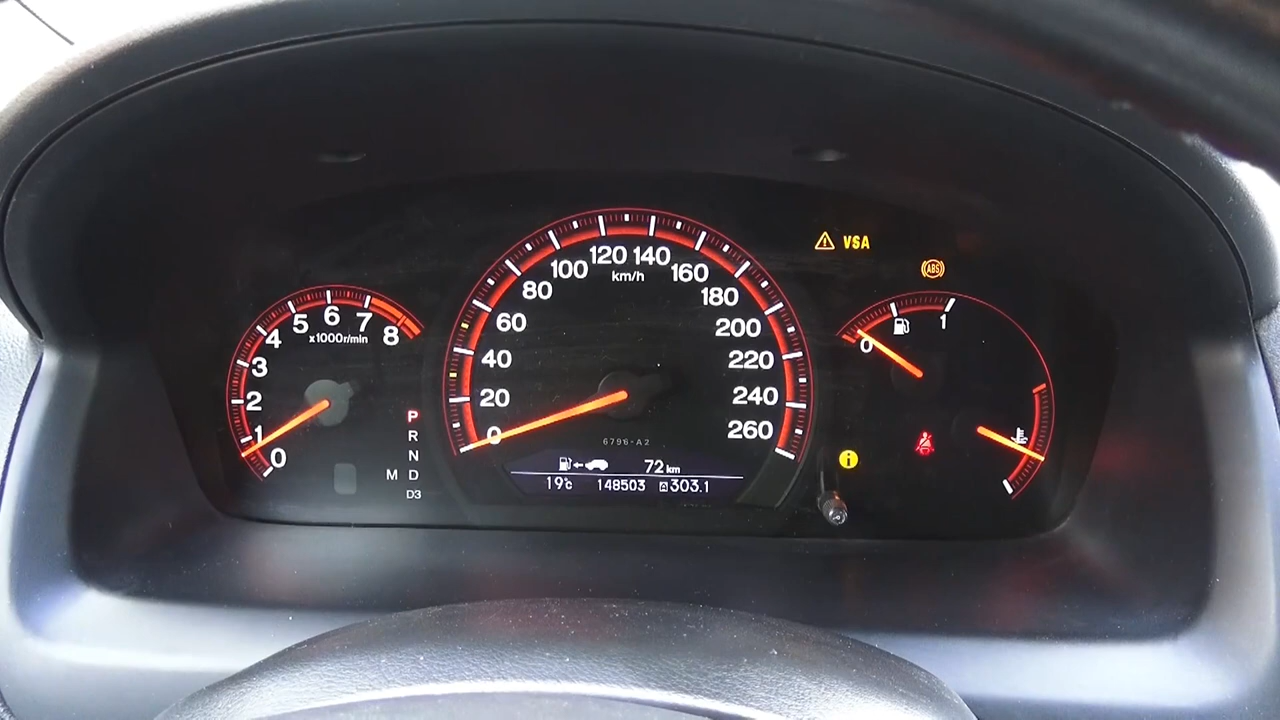 VSA
ABS
120 140
100 160
km/h
80 180
60 200
40 220
20 240
0 260
6 7
5 8
4
x1000r/min
3
2
1
0
P
R
N
M D
D3
0 1
6796-A2
72 km
19°c 148503 A 303.1